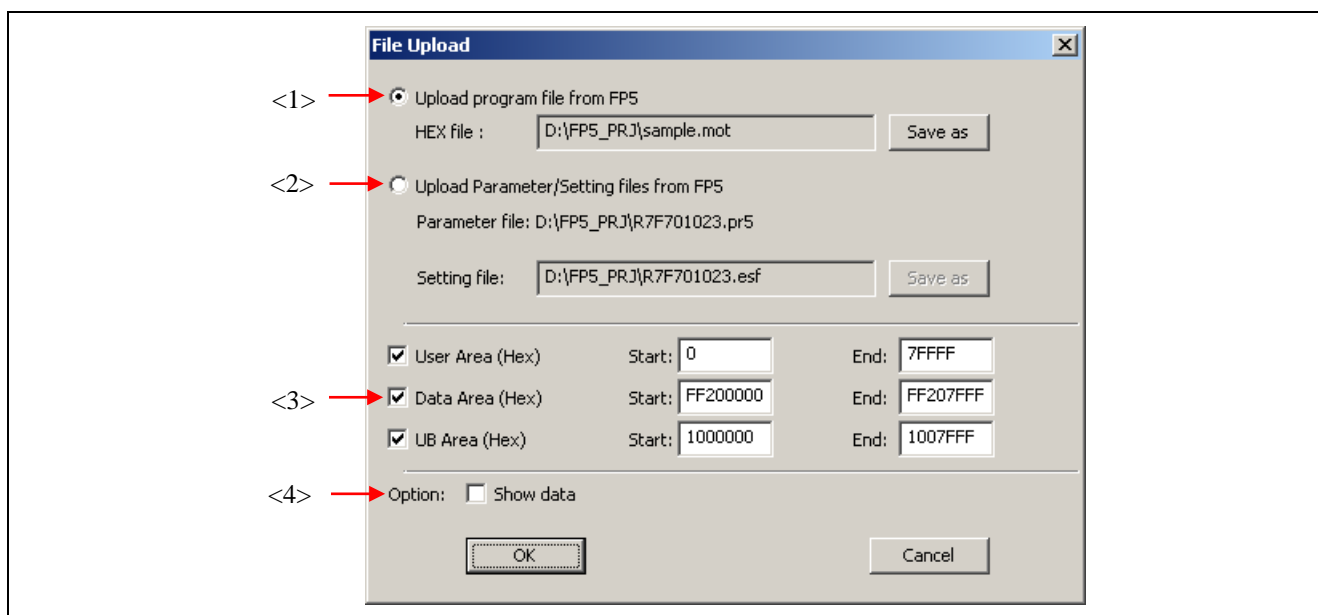 File Upload
<1> Upload program file from FP5
HEX file : D:\FP5_PRJ\sample.mot Save as
<2> Upload Parameter/Setting files from FP5
Parameter file: D:\FP5_PRJ\R7F701023.pr5
Setting file: D:\FP5_PRJ\R7F701023.esf Save as
User Area (Hex) Start: 0 End: 7FFFF
<3> Data Area (Hex) Start: FF200000 End: FF207FFF
UB Area (Hex) Start: 1000000 End: 1007FFF
<4> Option: Show data
OK Cancel